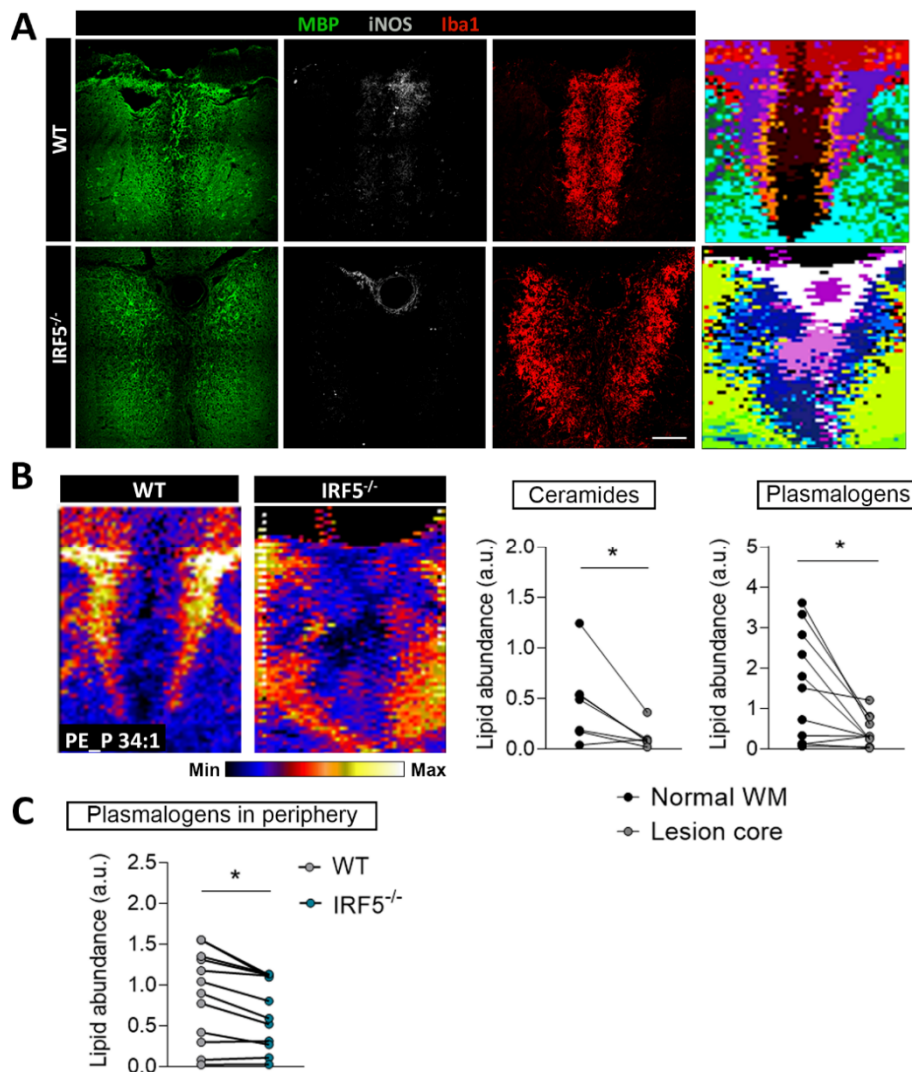 A
MBP iNOS Iba1
WT
IRF5-/-
B
WT IRF5-/-
PE_P 34:1
Min Max
Ceramides
Lipid abundance (a.u.)
2.0
1.5
1.0
0.5
0.0
*
Plasmalogens
Lipid abundance (a.u.)
5
4
3
2
1
0
*
Normal WM
Lesion core
C
Plasmalogens in periphery
Lipid abundance (a.u.)
2.5
2.0
1.5
1.0
0.5
0.0
*
WT
IRF5-/-